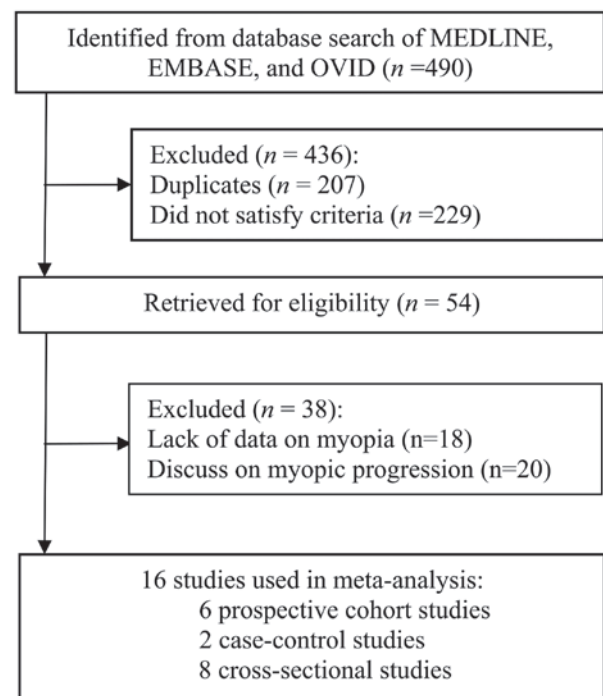 Identified from database search of MEDLINE,
EMBASE, and OVID (n =490)
Excluded (n = 436):
Duplicates (n = 207)
Did not satisfy criteria (n =229)
Retrieved for eligibility (n = 54)
Excluded (n = 38):
Lack of data on myopia (n=18)
Discuss on myopic progression (n=20)
16 studies used in meta-analysis:
6 prospective cohort studies
2 case-control studies
8 cross-sectional studies